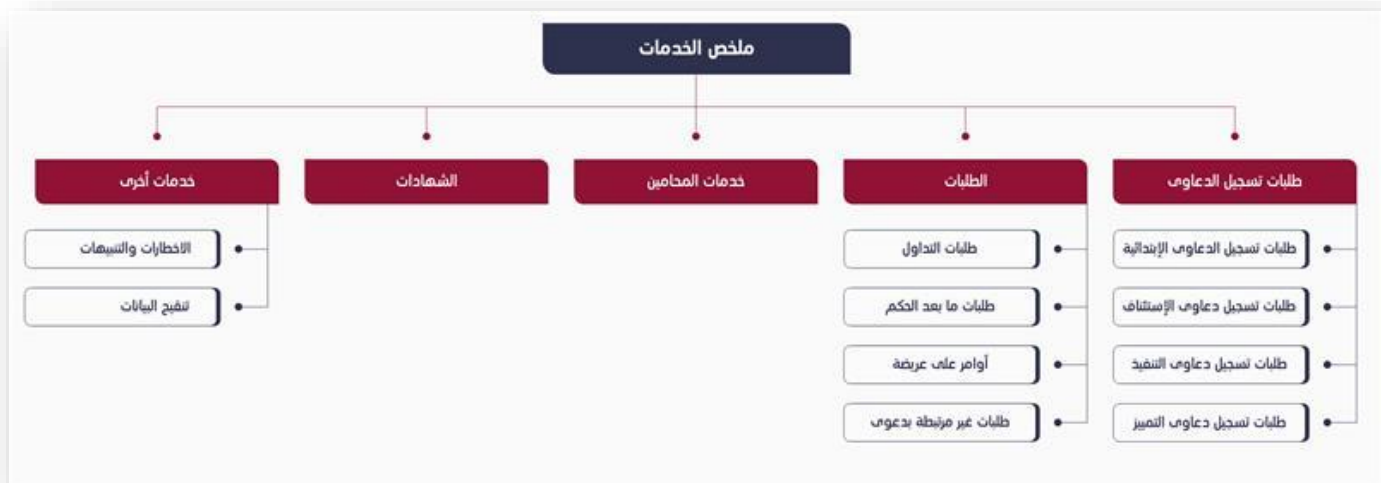 ملخص الخدمات
طلبات تسجيل الدعاوى
طلبات تسجيل الدعاوى الإبتدائية
طلبات تسجيل دعاوى الإستئناف
طلبات تسجيل دعاوى التنفيذ
طلبات تسجيل دعاوى التمييز
الطلبات
طلبات التداول
طلبات ما بعد الحكم
أوامر على عريضة
طلبات غير مرتبطة بدعوى
خدمات المحامين
الشهادات
خدمات أخرى
الاخطارات والتنبيهات
تنقيح البيانات